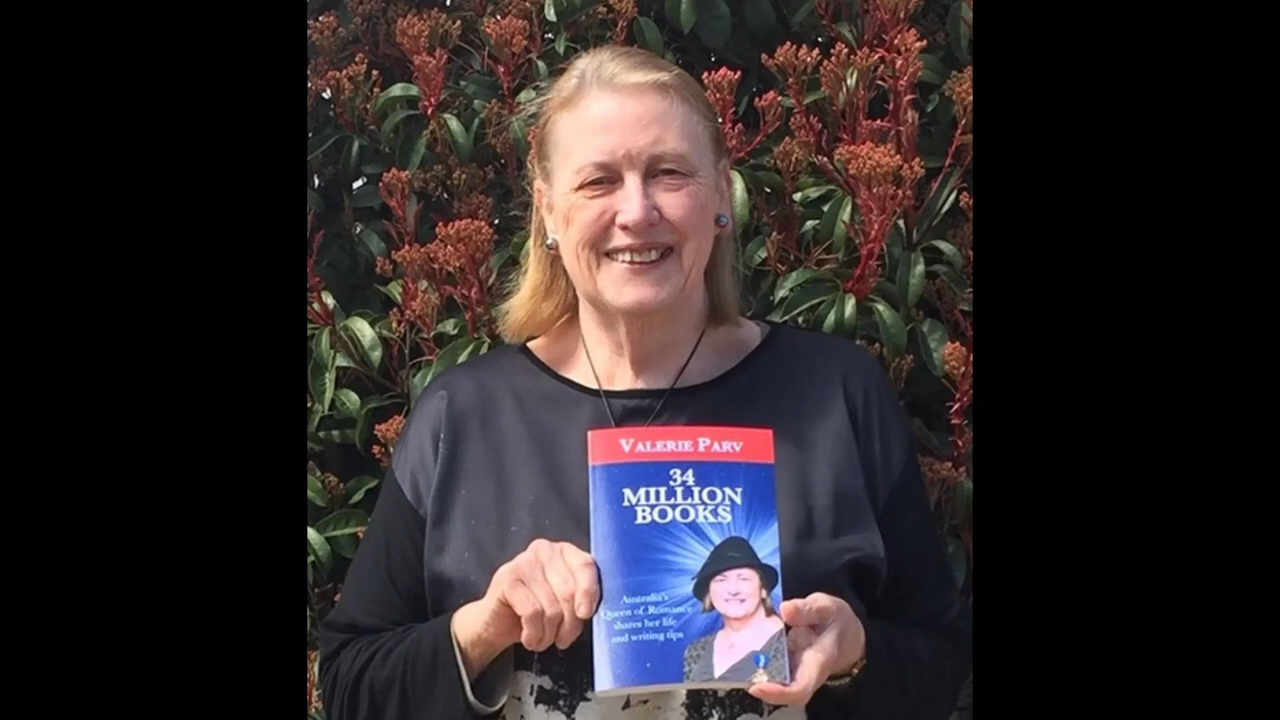 VALERIE PARV
34
MILLION
BOOKS
Australia's
Queen of Romance
shares her life
and writing tips